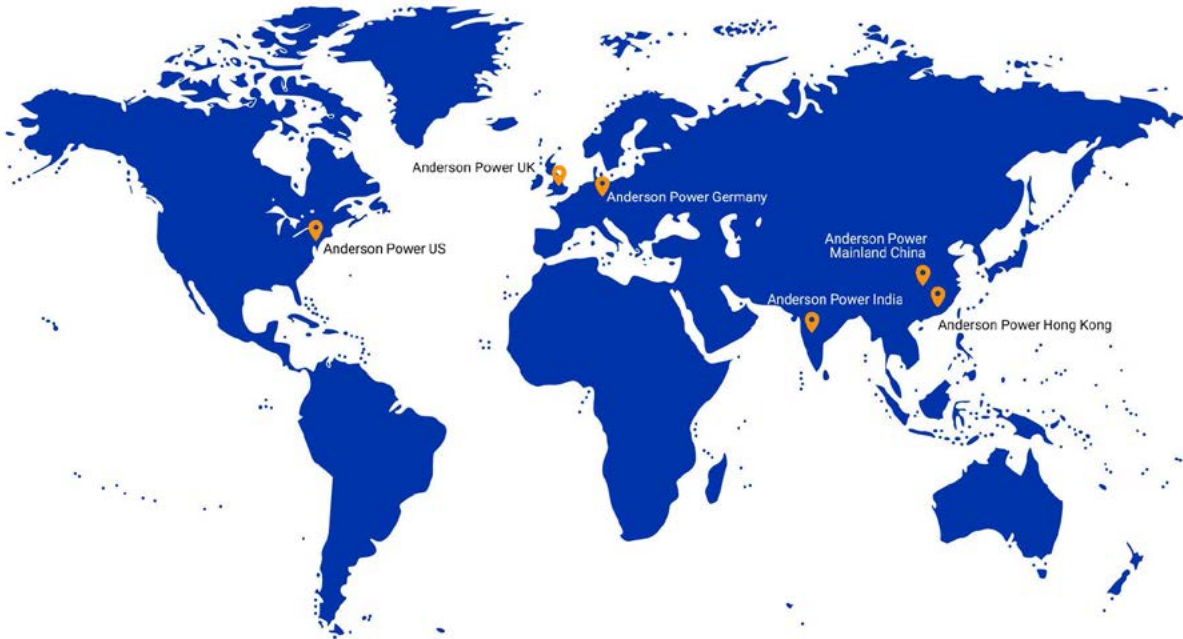 Anderson Power UK
Anderson Power Germany
Anderson Power US
Anderson Power
Mainland China
Anderson Power India
Anderson Power Hong Kong